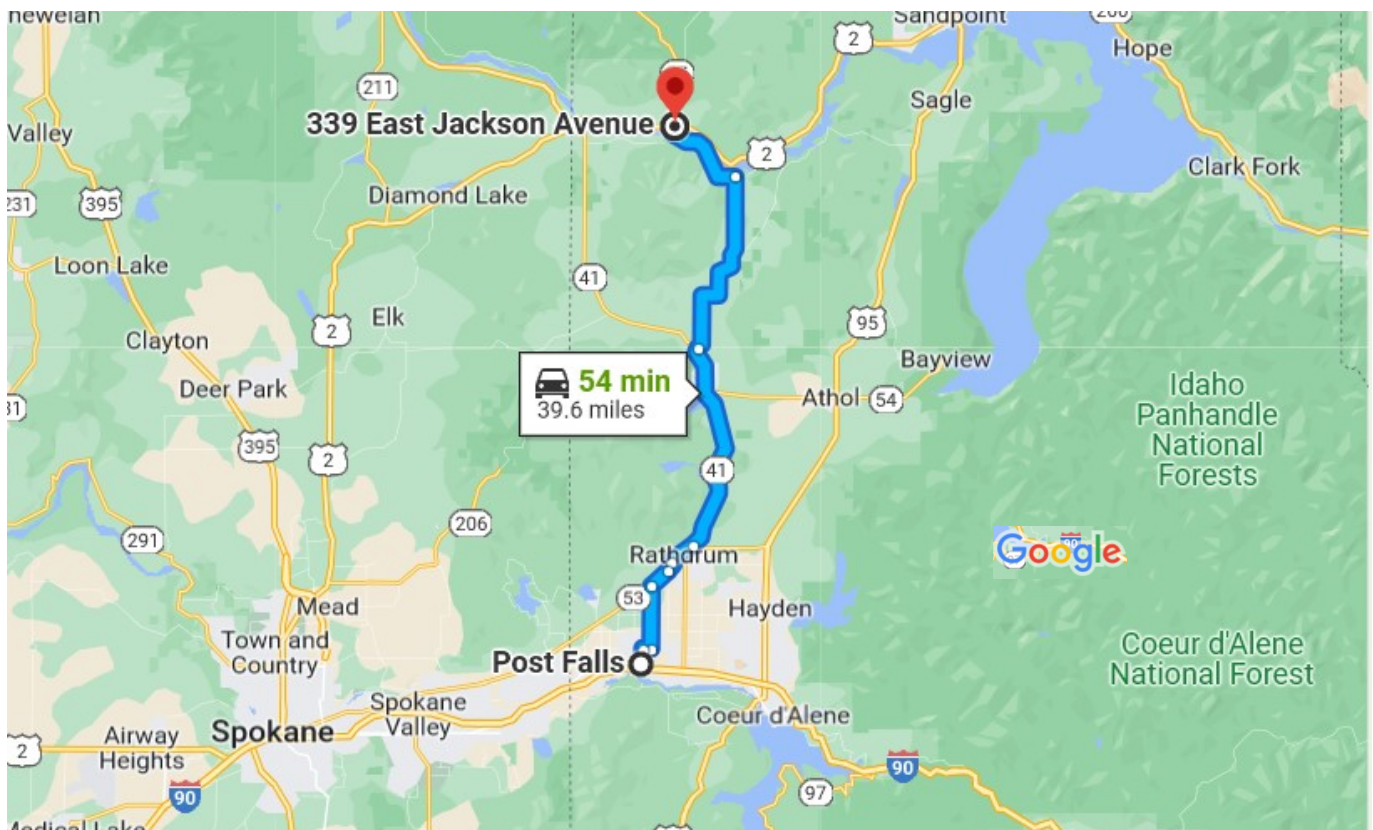 Sandpoint
2
Hope
211
Sagle
339 East Jackson Avenue
Valley
2
Clark Fork
231
395
Diamond Lake
Loon Lake
41
Elk
2
95
Clayton
Bayview
54 min
39.6 miles
Deer Park
Athol
54
Idaho
Panhandle
National
Forests
395
2
41
206
291
Rathdrum
Google
53
Hayden
Mead
Town and
Country
Post Falls
Coeur d'Alene
National Forest
Spokane
Valley
Coeur d'Alene
Spokane
Airway
Heights
2
90
90
97
Medical Lake